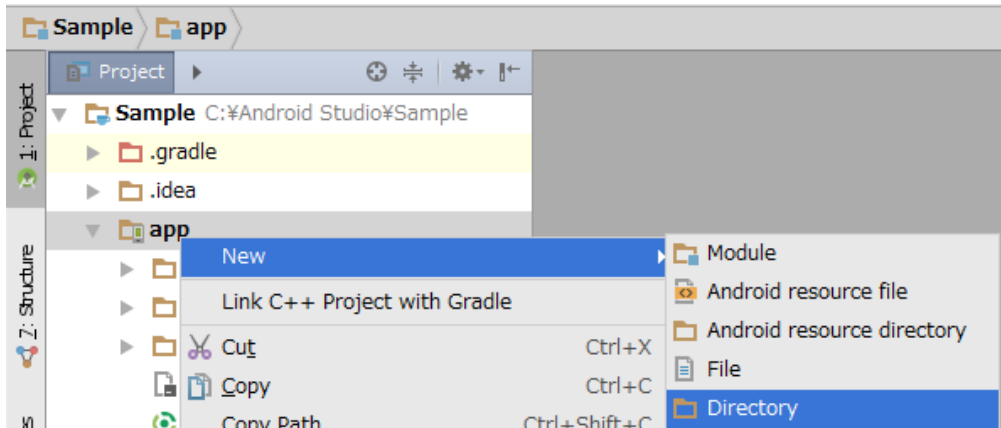 Sample app
Project
Sample C:¥Android Studio¥Sample
.gradle
.idea
app
New
Link C++ Project with Gradle
Cut Ctrl+X
Copy Ctrl+C
Copy Path Ctrl+Shift+C
Module
Android resource file
Android resource directory
File
Directory
1: Project
7: Structure